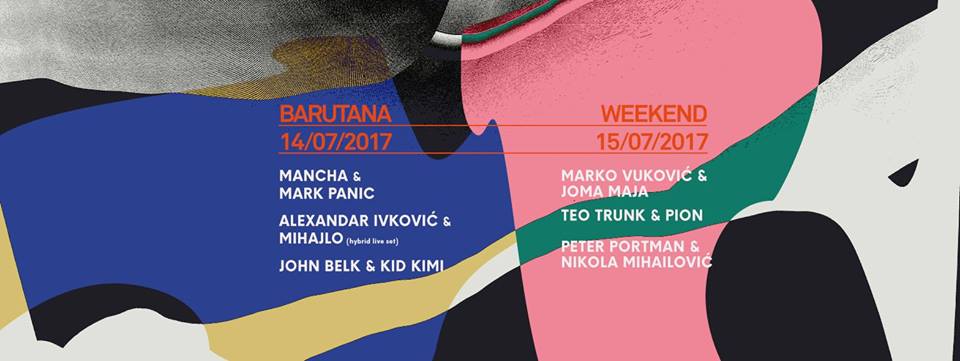 BARUTANA
14/07/2017
MANCHA &
MARK PANIC
ALEXANDAR IVKOVIĆ &
MIHAJLO (hybrid live set)
JOHN BELK & KID KIMI
WEEKEND
15/07/2017
MARKO VUKOVIĆ &
JOMA MAJA
TEO TRUNK & PION
PETER PORTMAN &
NIKOLA MIHAILOVIĆ